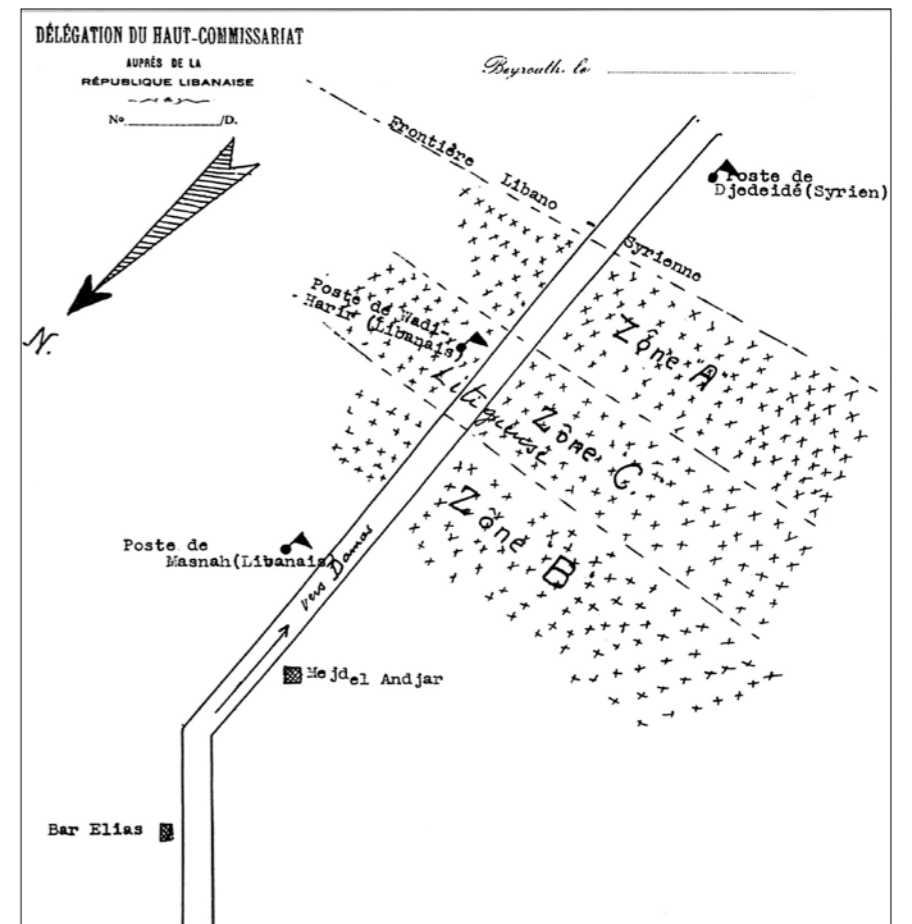 DÉLÉGATION DU HAUT-COMMISSARIAT
AUPRÈS DE LA
RÉPUBLIQUE LIBANAISE
No /D.
Beyrouth, le
N.
Frontière Libano Syrienne
Poste de
Djedeidé(Syrien)
Poste de Wadi-
Harir (Libanais)
Zône "A"
Litigieuse
Zône C.
Zône B
Poste de
Masnah(Libanais)
vers Damas
Mejdel Andjar
Bar Elias